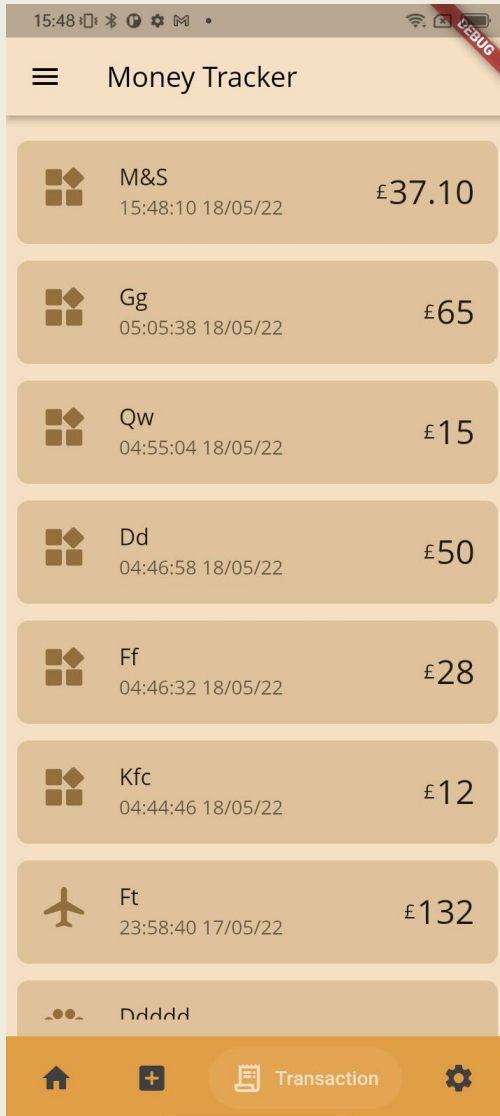 15:48
DEBUG
Money Tracker
M&S
15:48:10 18/05/22
£37.10
Gg
05:05:38 18/05/22
£65
Qw
04:55:04 18/05/22
£15
Dd
04:46:58 18/05/22
£50
Ff
04:46:32 18/05/22
£28
Kfc
04:44:46 18/05/22
£12
Ft
23:58:40 17/05/22
£132
Ddddd
Transaction